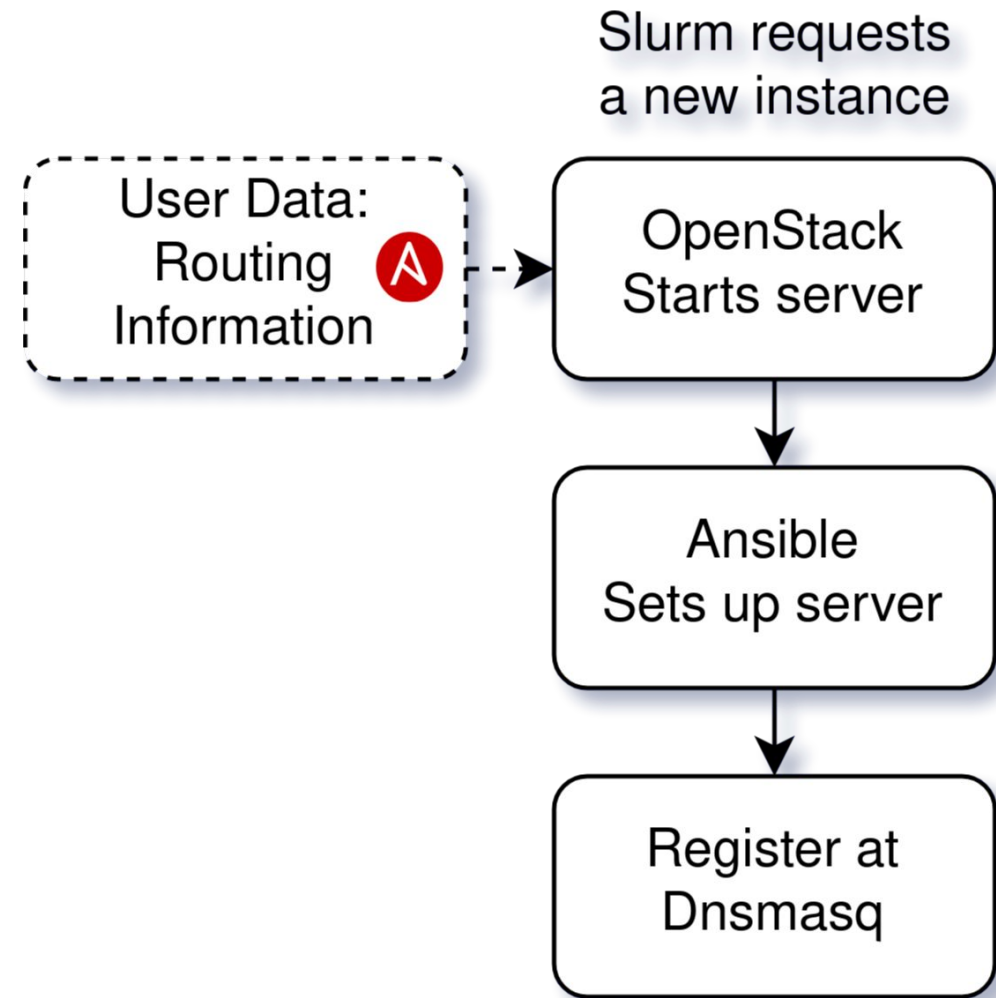 Slurm requests
a new instance
User Data:
Routing
Information
OpenStack
Starts server
Ansible
Sets up server
Register at
Dnsmasq